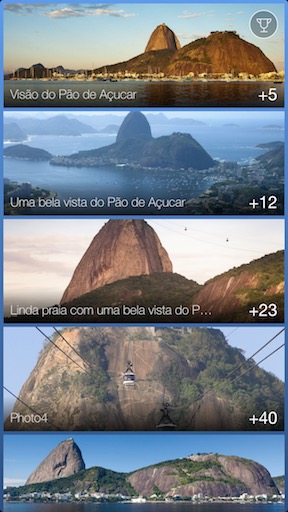 Visão do Pão de Açucar
+5
Uma bela vista do Pão de Açucar
+12
Linda praia com uma bela vista do P…
+23
Photo4
+40